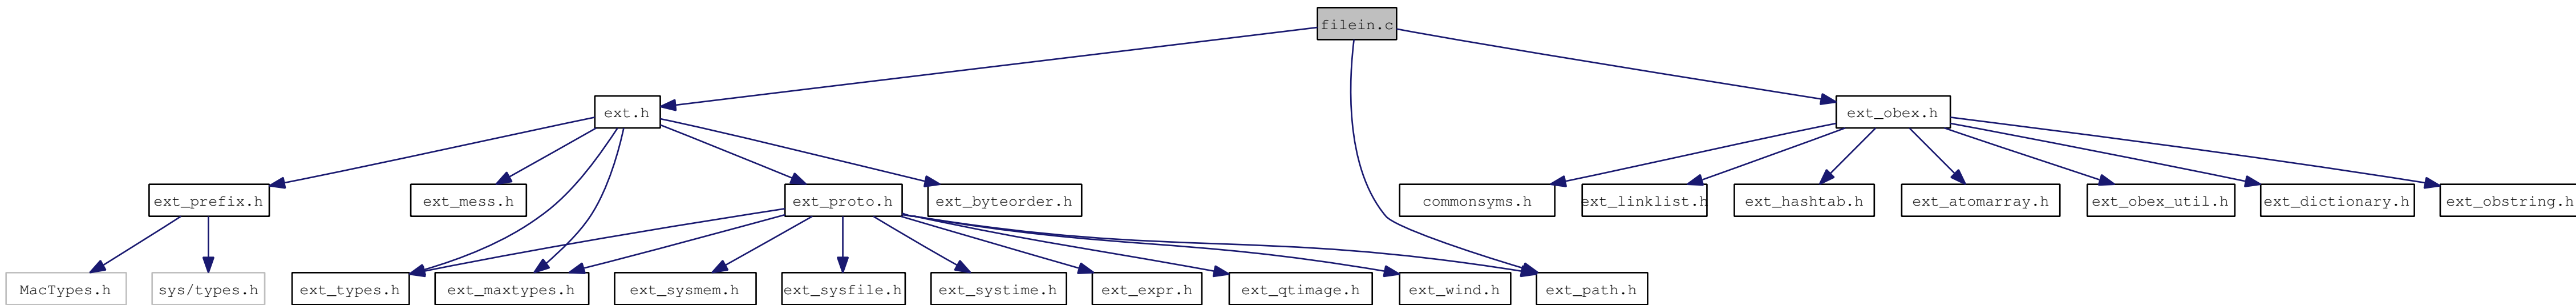 filein.c
ext.h
ext_obex.h
ext_prefix.h
ext_mess.h
ext_proto.h
ext_byteorder.h
commonsyms.h
ext_linklist.h
ext_hashtab.h
ext_atomarray.h
ext_obex_util.h
ext_dictionary.h
ext_obstring.h
MacTypes.h
sys/types.h
ext_types.h
ext_maxtypes.h
ext_sysmem.h
ext_sysfile.h
ext_systime.h
ext_expr.h
ext_qtimage.h
ext_wind.h
ext_path.h